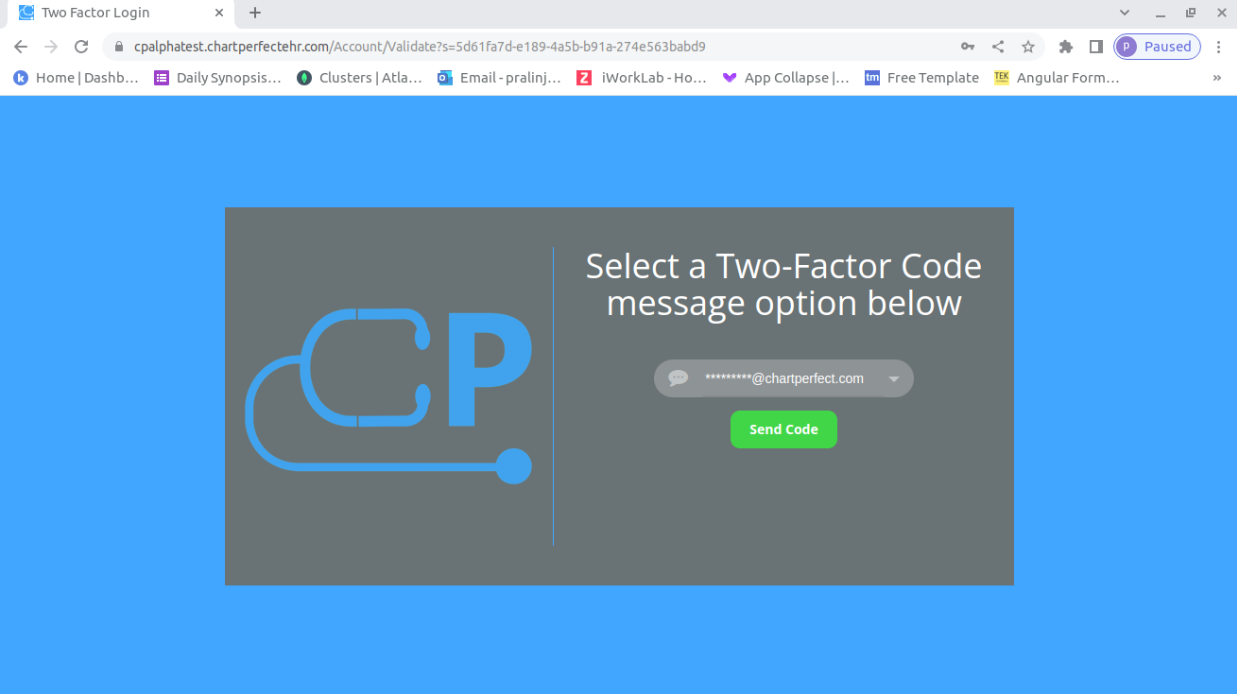 Two Factor Login
cpalphatest.chartperfectehr.com/Account/Validate?s=5d61fa7d-e189-4a5b-b91a-274e563babd9
P Paused
k Home | Dashb… Daily Synopsis… Clusters | Atla… Email - pralinj… Z iWorkLab - Ho… App Collapse |… tm Free Template TEK Angular Form… »
CP
Select a Two-Factor Code
message option below
*********@chartperfect.com
Send Code